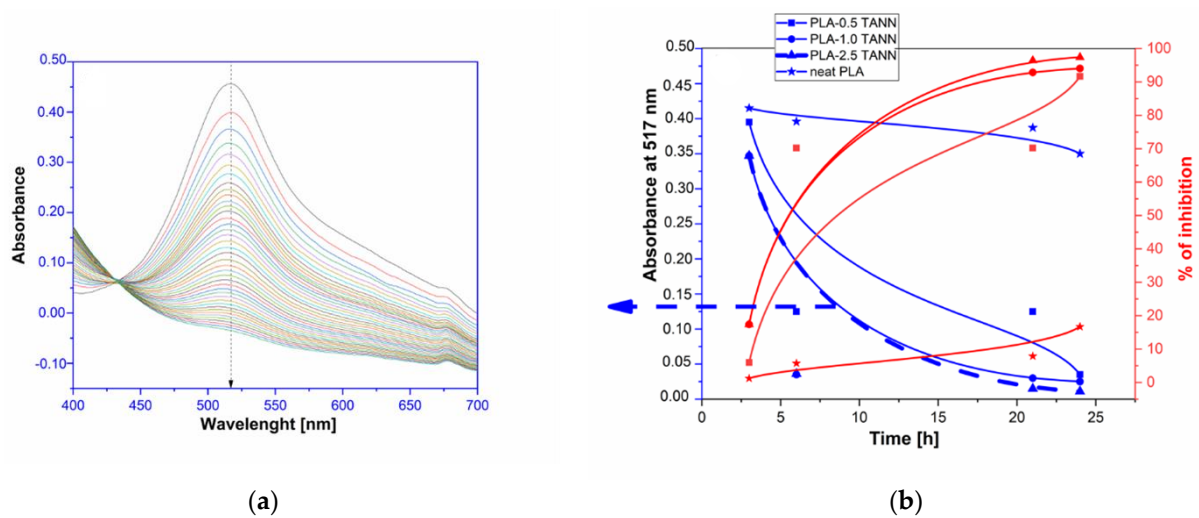 0.50
0.40
0.30
0.20
0.10
0.00
-0.10
Absorbance
400 450 500 550 600 650 700
Wavelenght [nm]
(a)
PLA-0.5 TANN
PLA-1.0 TANN
PLA-2.5 TANN
neat PLA
0.50
0.45
0.40
0.35
0.30
0.25
0.20
0.15
0.10
0.05
0.00
Absorbance at 517 nm
0 5 10 15 20 25
Time [h]
100
90
80
70
60
50
40
30
20
10
0
% of inhibition
(b)